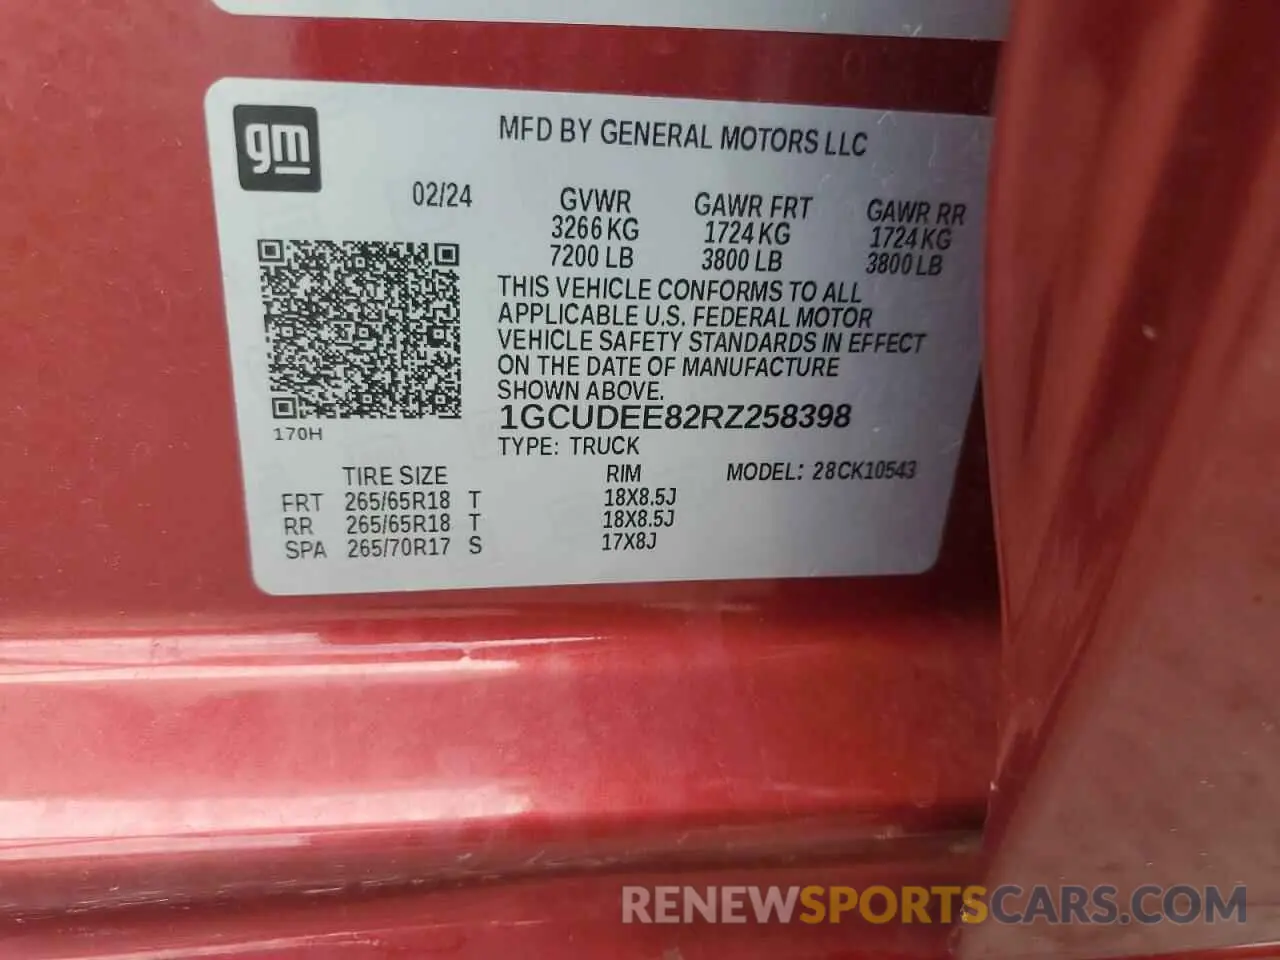 gm
MFD BY GENERAL MOTORS LLC
02/24
GVWR GAWR FRT GAWR RR
3266 KG 1724 KG 1724 KG
7200 LB 3800 LB 3800 LB
THIS VEHICLE CONFORMS TO ALL
APPLICABLE U.S. FEDERAL MOTOR
VEHICLE SAFETY STANDARDS IN EFFECT
ON THE DATE OF MANUFACTURE
SHOWN ABOVE.
1GCUDEE82RZ258398
170H
TYPE: TRUCK
TIRE SIZE RIM MODEL: 28CK10543
FRT 265/65R18 T 18X8.5J
RR 265/65R18 T 18X8.5J
SPA 265/70R17 S 17X8J
RENEWSPORTSCARS.COM